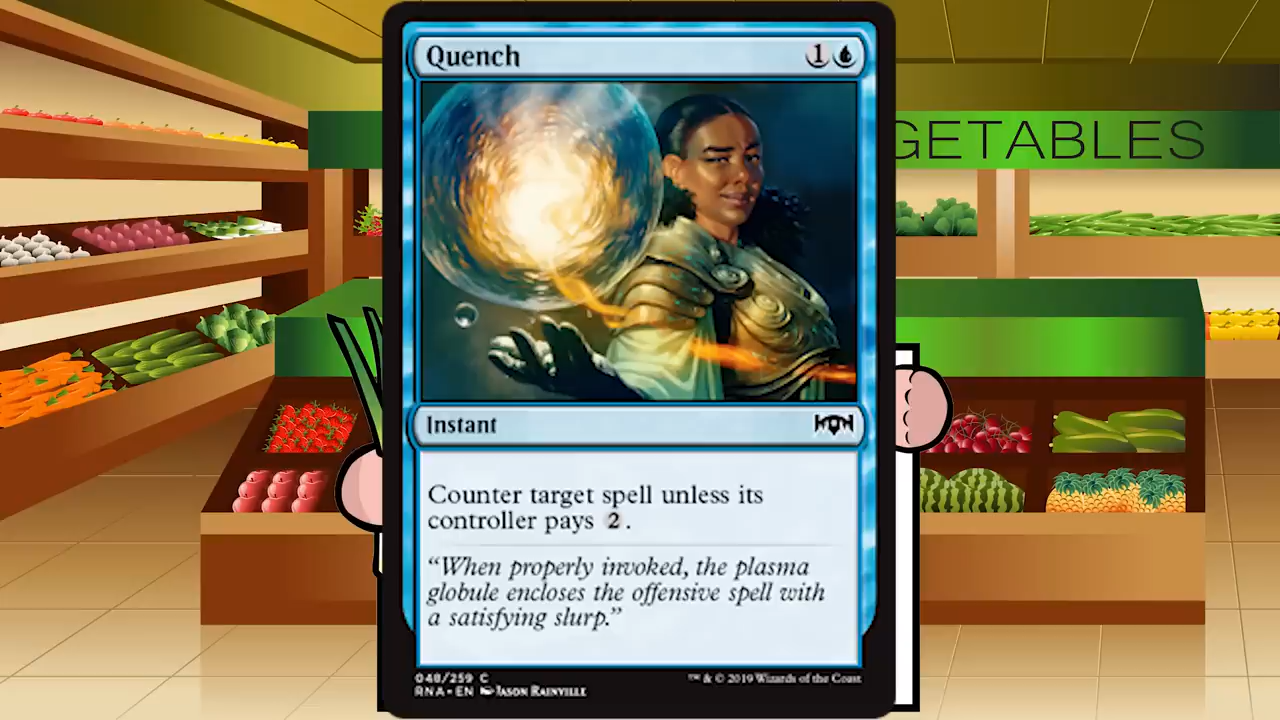 Quench 1
GETABLES
Instant
Counter target spell unless its
controller pays 2.
“When properly invoked, the plasma
globule encloses the offensive spell with
a satisfying slurp.”
048/259 C
RNA • EN Jason Rainville
™ & © 2019 Wizards of the Coast